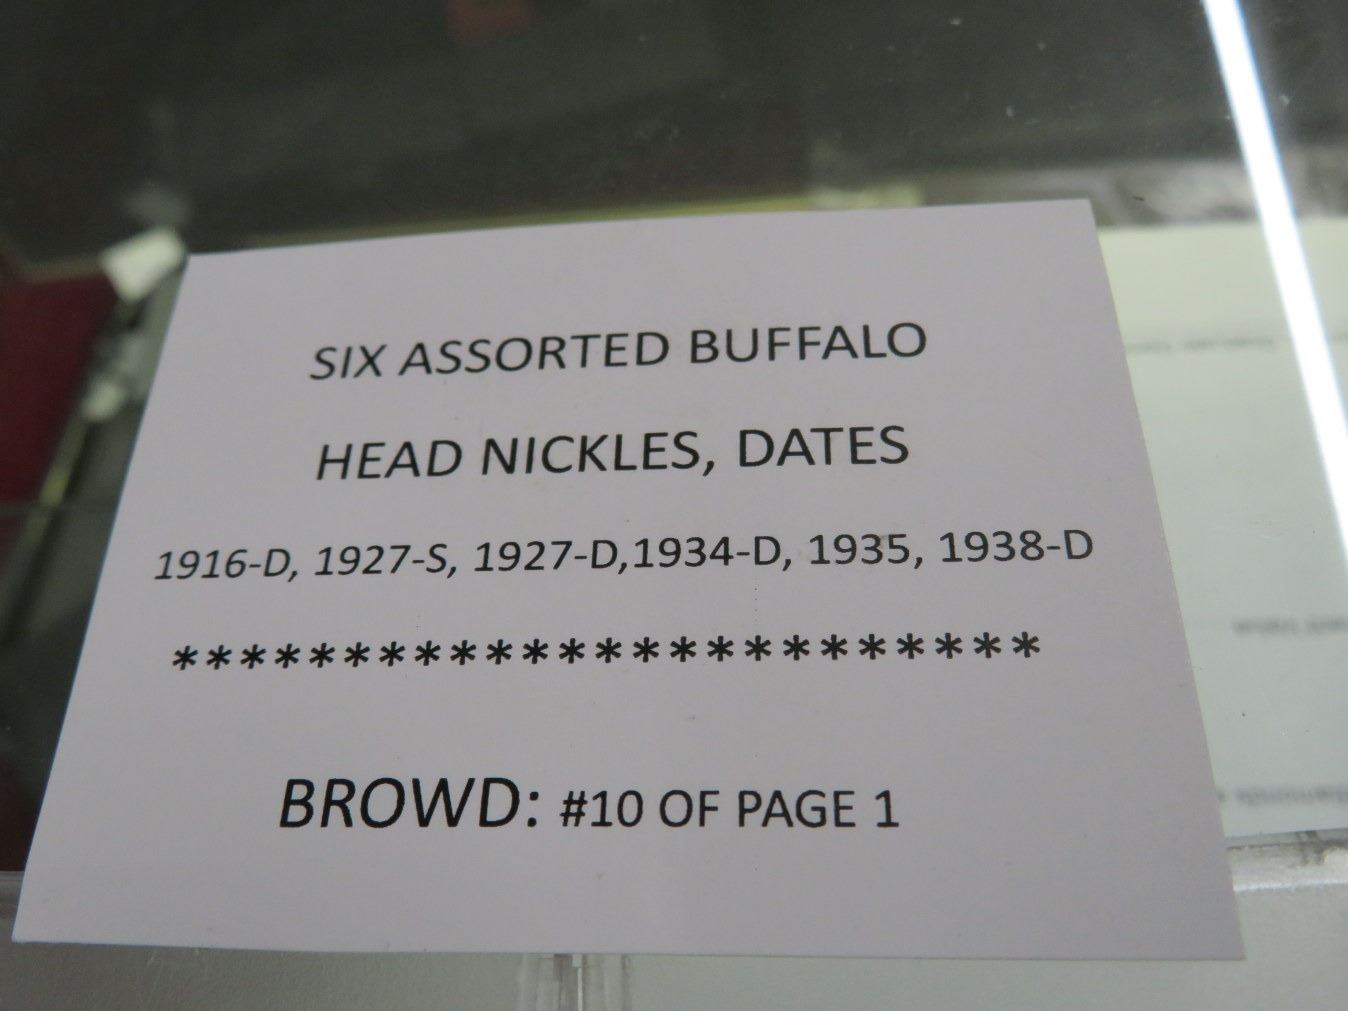 SIX ASSORTED BUFFALO
HEAD NICKLES, DATES
1916-D, 1927-S, 1927-D,1934-D, 1935, 1938-D
*************************
BROWD: #10 OF PAGE 1